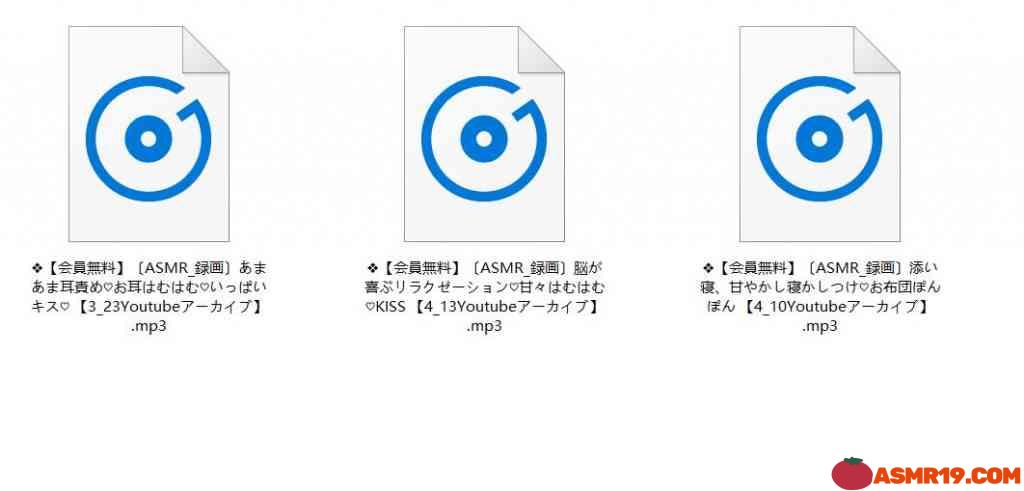 ❖【会員無料】〔ASMR_録画〕あま
あま耳責め♡お耳はむはむ♡いっぱい
キス♡ 【3_23Youtubeアーカイブ】
.mp3
❖【会員無料】〔ASMR_録画〕脳が
喜ぶリラクゼーション♡甘々はむはむ
♡KISS 【4_13Youtubeアーカイブ】
.mp3
❖【会員無料】〔ASMR_録画〕添い
寝、甘やかし寝かしつけ♡お布団ぽん
ぽん 【4_10Youtubeアーカイブ】
.mp3
ASMR19.COM